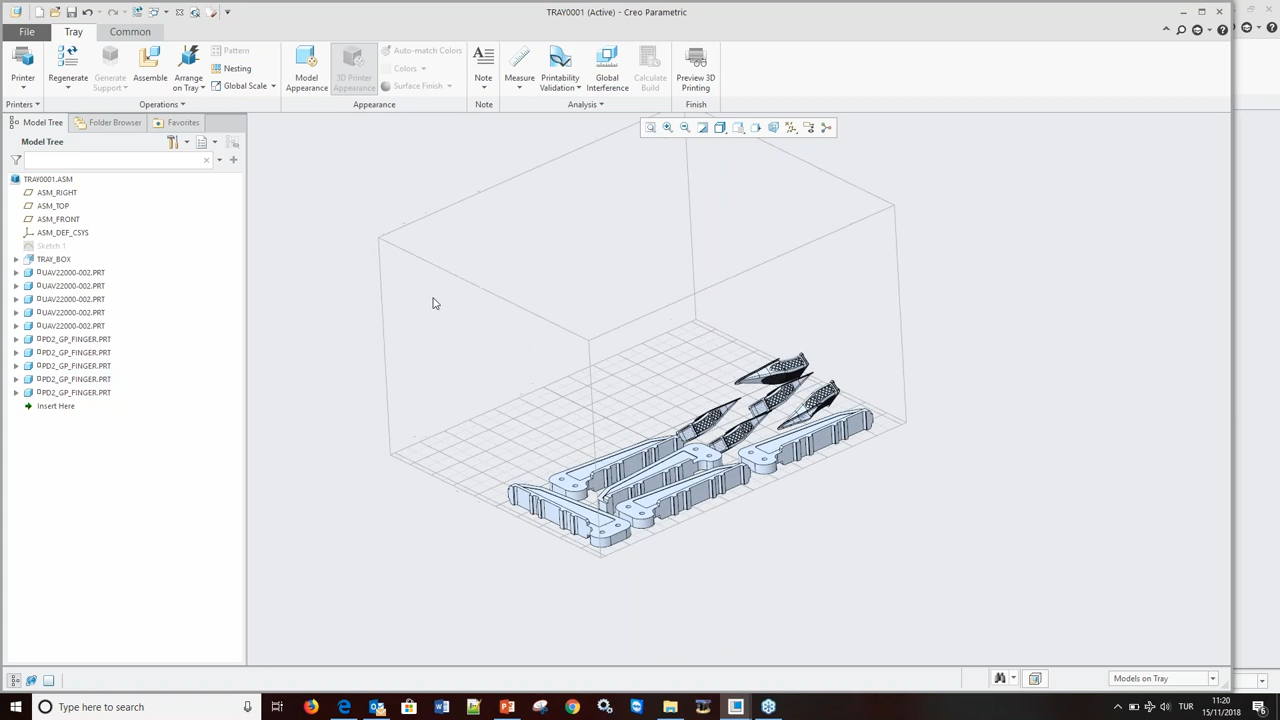 TRAY0001 (Active) - Creo Parametric
File
Tray
Common
Printer
Regenerate
Generate Support
Assemble
Arrange on Tray
Pattern
Nesting
Global Scale
Model Appearance
3D Printer Appearance
Auto-match Colors
Colors
Surface Finish
Note
Measure
Printability Validation
Global Interference
Calculate Build
Preview 3D Printing
Printers
Operations
Appearance
Note
Analysis
Finish
Model Tree
Folder Browser
Favorites
Model Tree
TRAY0001.ASM
ASM_RIGHT
ASM_TOP
ASM_FRONT
ASM_DEF_CSYS
Sketch 1
TRAY_BOX
UAV22000-002.PRT
UAV22000-002.PRT
UAV22000-002.PRT
UAV22000-002.PRT
UAV22000-002.PRT
PD2_GP_FINGER.PRT
PD2_GP_FINGER.PRT
PD2_GP_FINGER.PRT
PD2_GP_FINGER.PRT
PD2_GP_FINGER.PRT
Insert Here
Models on Tray
Type here to search
TUR
11:20
15/11/2018